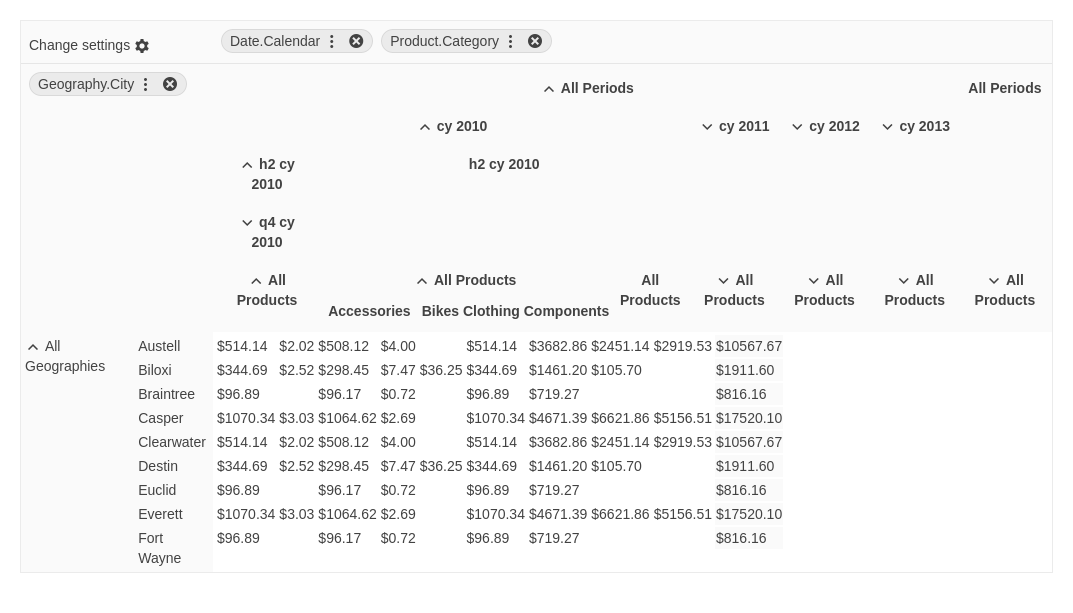 Change settings Date.Calendar Product.Category
Geography.City All Periods All Periods
cy 2010 cy 2011 cy 2012 cy 2013
h2 cy h2 cy 2010
2010
q4 cy
2010
All All Products All All All All All
Products Products Products Products Products Products
Accessories Bikes Clothing Components
All Austell $514.14 $2.02 $508.12 $4.00 $514.14 $3682.86 $2451.14 $2919.53 $10567.67
Geographies
Biloxi $344.69 $2.52 $298.45 $7.47 $36.25 $344.69 $1461.20 $105.70 $1911.60
Braintree $96.89 $96.17 $0.72 $96.89 $719.27 $816.16
Casper $1070.34 $3.03 $1064.62 $2.69 $1070.34 $4671.39 $6621.86 $5156.51 $17520.10
Clearwater $514.14 $2.02 $508.12 $4.00 $514.14 $3682.86 $2451.14 $2919.53 $10567.67
Destin $344.69 $2.52 $298.45 $7.47 $36.25 $344.69 $1461.20 $105.70 $1911.60
Euclid $96.89 $96.17 $0.72 $96.89 $719.27 $816.16
Everett $1070.34 $3.03 $1064.62 $2.69 $1070.34 $4671.39 $6621.86 $5156.51 $17520.10
Fort $96.89 $96.17 $0.72 $96.89 $719.27 $816.16
Wayne